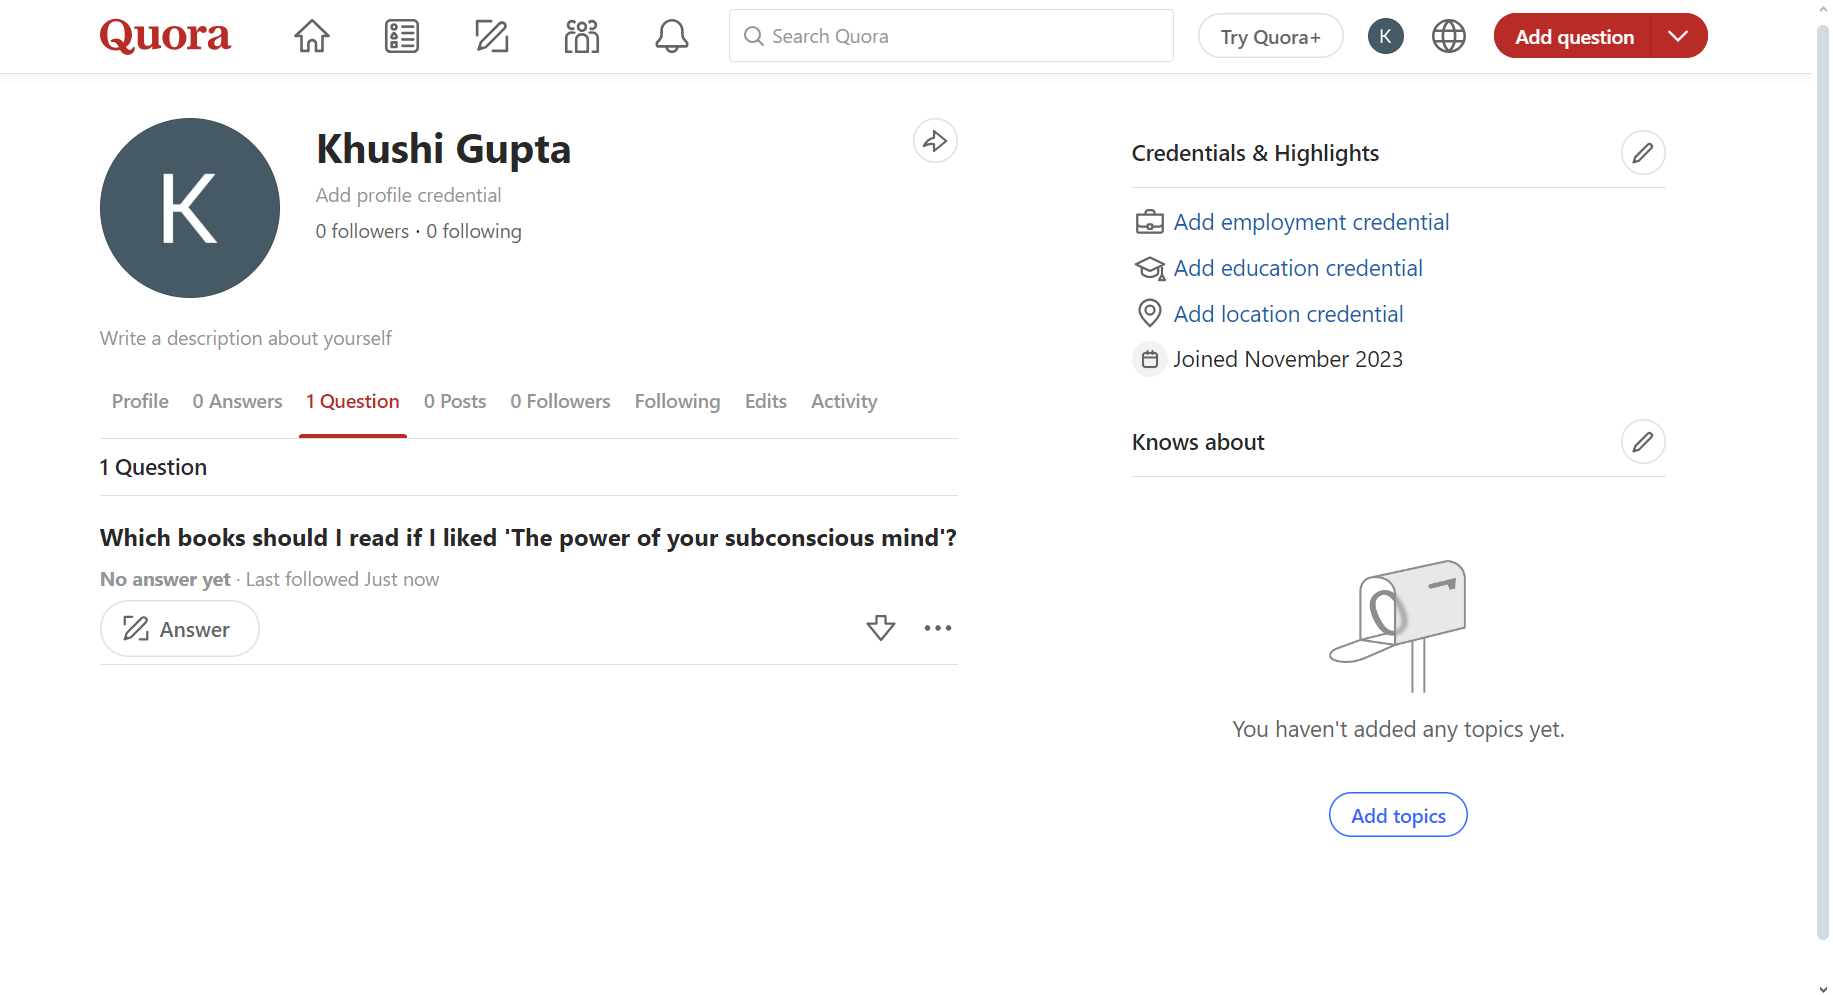 Quora
Search Quora
Try Quora+
K
Add question
K
Khushi Gupta
Add profile credential
0 followers · 0 following
Write a description about yourself
Profile 0 Answers 1 Question 0 Posts 0 Followers Following Edits Activity
1 Question
Which books should I read if I liked 'The power of your subconscious mind'?
No answer yet · Last followed Just now
Answer
Credentials & Highlights
Add employment credential
Add education credential
Add location credential
Joined November 2023
Knows about
You haven't added any topics yet.
Add topics